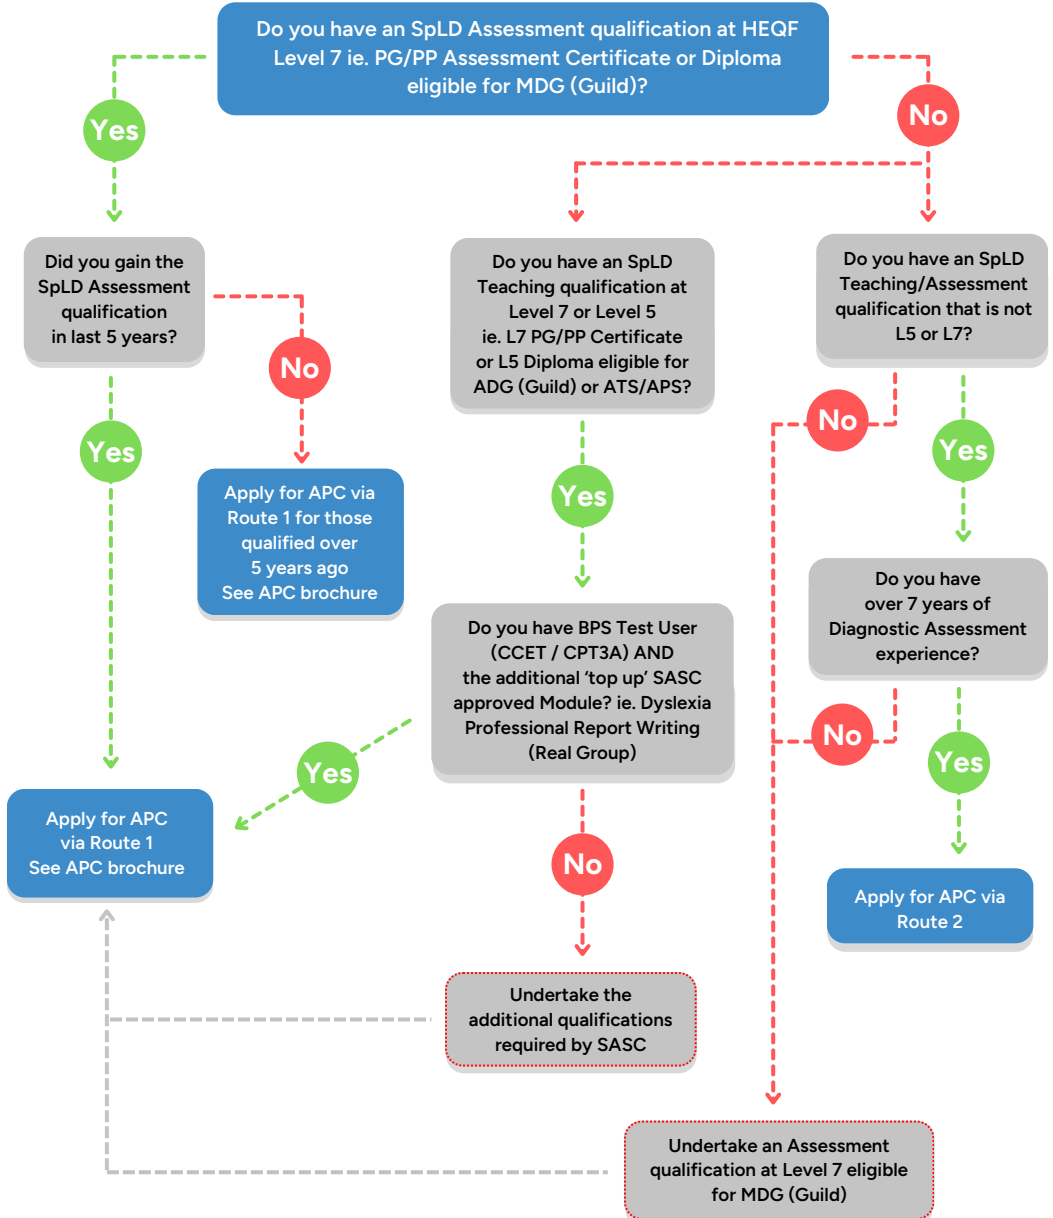 Do you have an SpLD Assessment qualification at HEQF
Level 7 ie. PG/PP Assessment Certificate or Diploma
eligible for MDG (Guild)?
Yes
No
Did you gain the
SpLD Assessment
qualification
in last 5 years?
No
Yes
Apply for APC via
Route 1 for those
qualified over
5 years ago
See APC brochure
Do you have an SpLD
Teaching qualification at
Level 7 or Level 5
ie. L7 PG/PP Certificate
or L5 Diploma eligible for
ADG (Guild) or ATS/APS?
Yes
Do you have an SpLD
Teaching/Assessment
qualification that is not
L5 or L7?
No
Yes
Do you have BPS Test User
(CCET / CPT3A) AND
the additional ‘top up’ SASC
approved Module? ie. Dyslexia
Professional Report Writing
(Real Group)
Yes
No
Do you have
over 7 years of
Diagnostic Assessment
experience?
No
Yes
Apply for APC
via Route 1
See APC brochure
Apply for APC via
Route 2
Undertake the
additional qualifications
required by SASC
Undertake an Assessment
qualification at Level 7 eligible
for MDG (Guild)